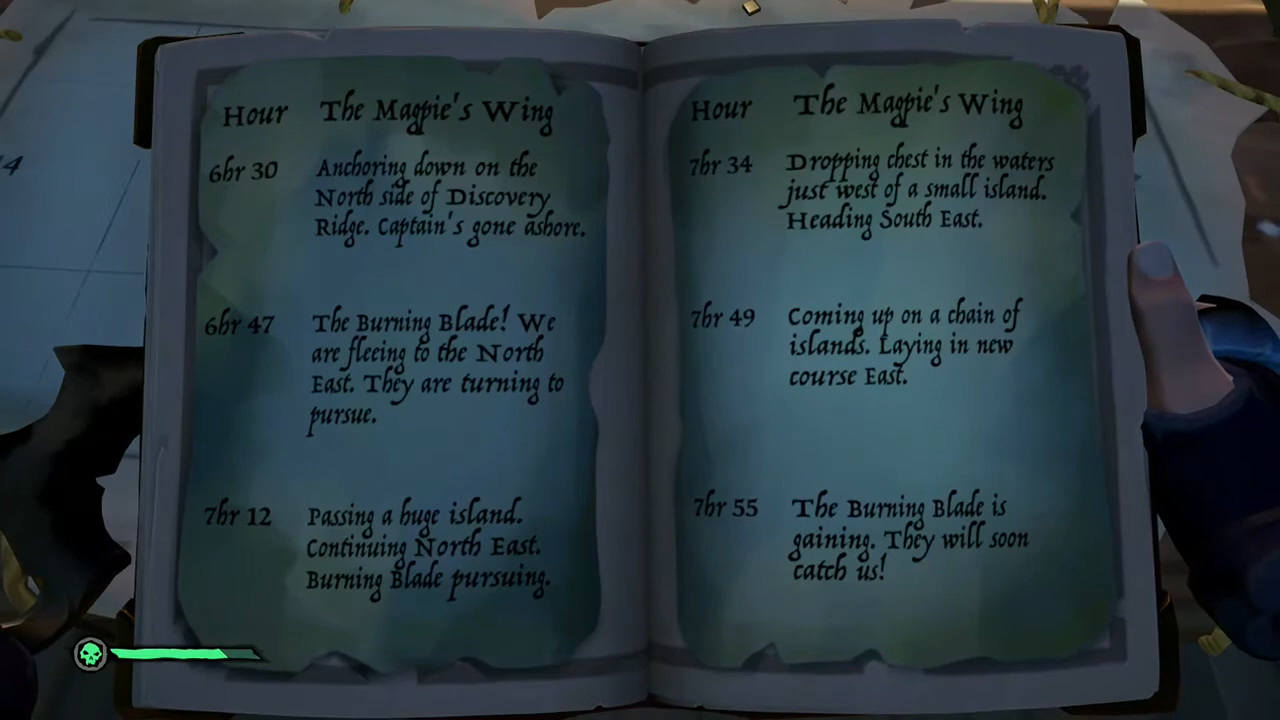 Hour The Magpie's Wing
6hr 30 Anchoring down on the
North side of Discovery
Ridge. Captain's gone ashore.
6hr 47 The Burning Blade! We
are fleeing to the North
East. They are turning to
pursue.
7hr 12 Passing a huge island.
Continuing North East.
Burning Blade pursuing.
Hour The Magpie's Wing
7hr 34 Dropping chest in the waters
just west of a small island.
Heading South East.
7hr 49 Coming up on a chain of
islands. Laying in new
course East.
7hr 55 The Burning Blade is
gaining. They will soon
catch us!